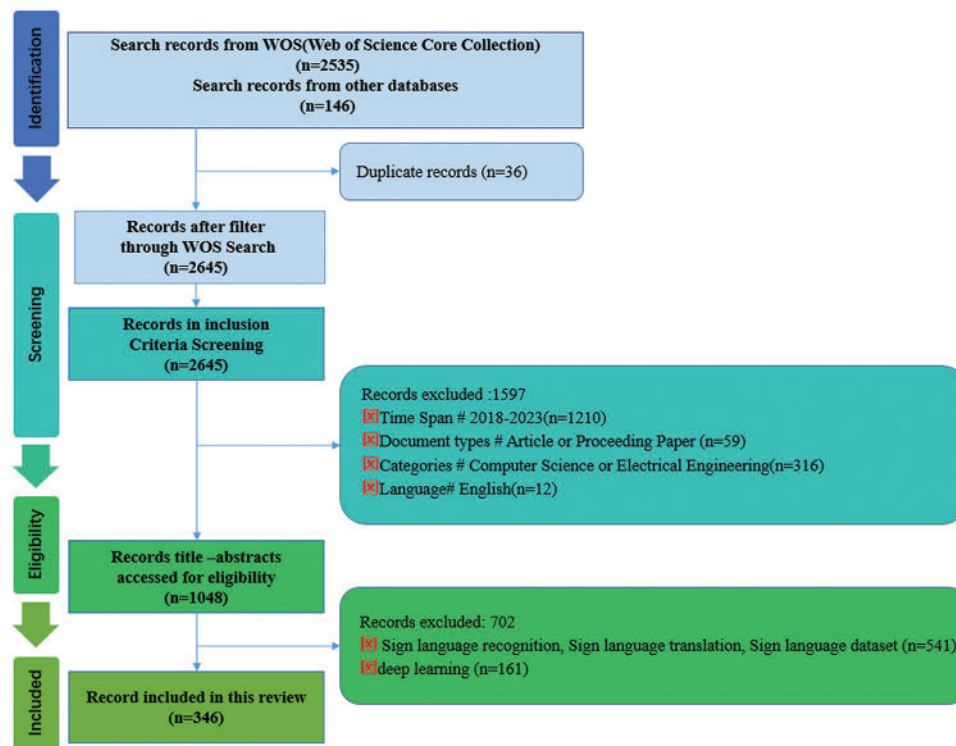 Identification
Search records from WOS(Web of Science Core Collection)
(n=2535)
Search records from other databases
(n=146)
Duplicate records (n=36)
Screening
Records after filter
through WOS Search
(n=2645)
Records in inclusion
Criteria Screening
(n=2645)
Records excluded :1597
Time Span # 2018-2023(n=1210)
Document types # Article or Proceeding Paper (n=59)
Categories # Computer Science or Electrical Engineering(n=316)
Language# English(n=12)
Eligibility
Records title –abstracts
accessed for eligibility
(n=1048)
Records excluded: 702
Sign language recognition, Sign language translation, Sign language dataset (n=541)
deep learning (n=161)
Included
Record included in this review
(n=346)